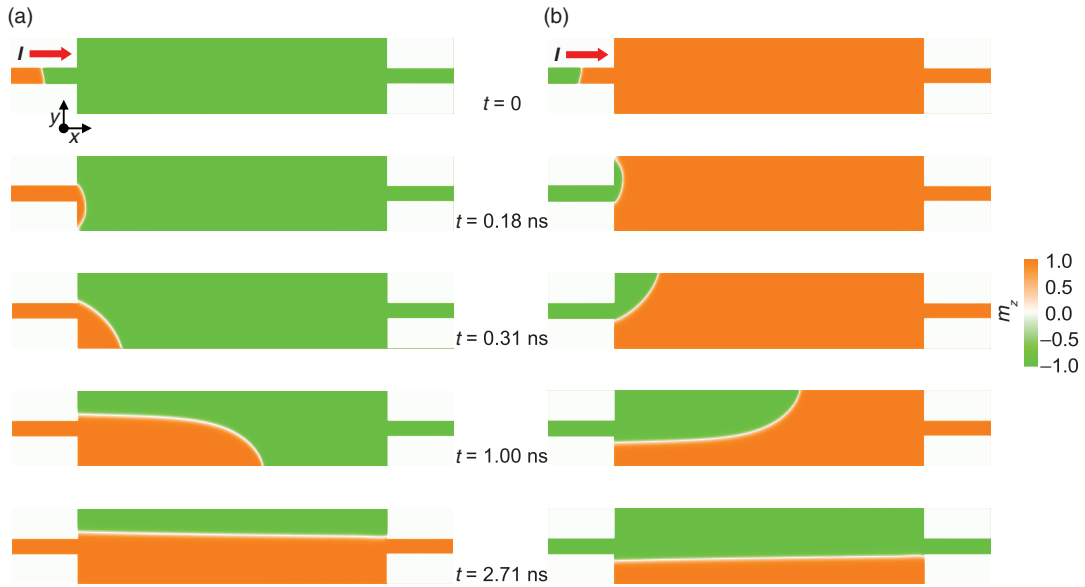 (a)
(b)
I
I
y
x
t = 0
t = 0.18 ns
t = 0.31 ns
t = 1.00 ns
t = 2.71 ns
1.0
0.5
0.0
−0.5
−1.0
m_z